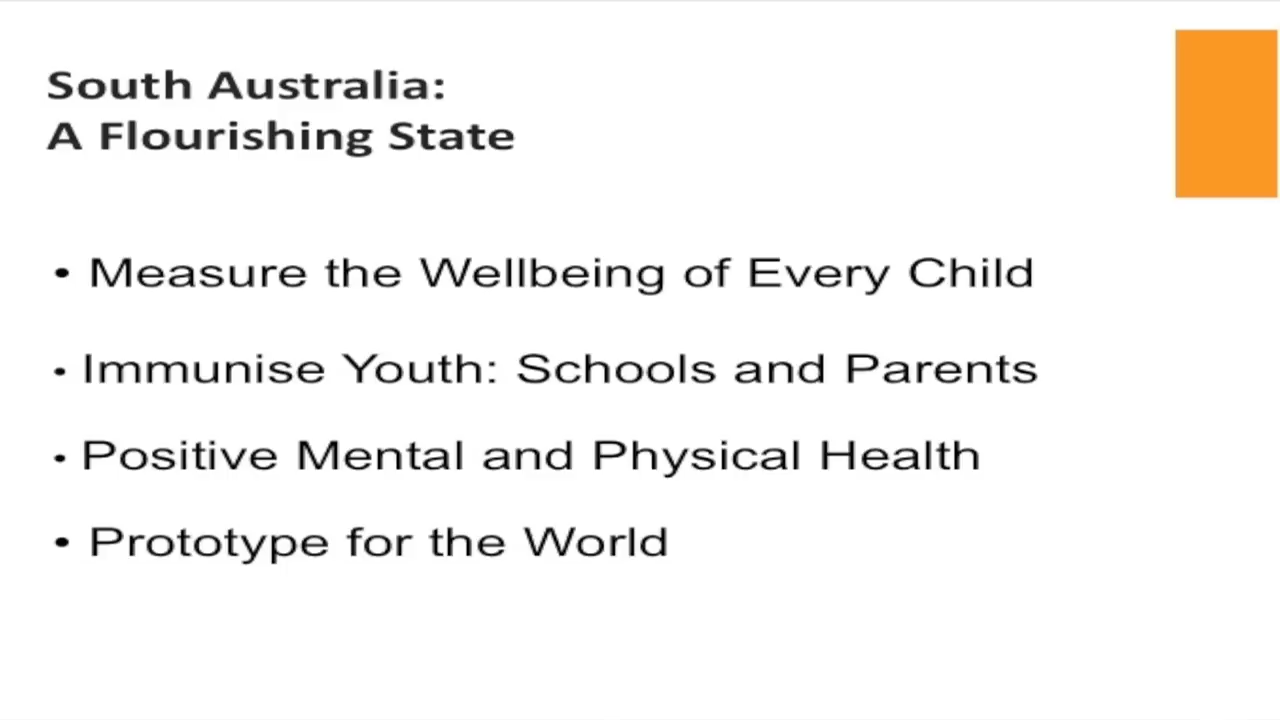 South Australia:
A Flourishing State
• Measure the Wellbeing of Every Child
• Immunise Youth: Schools and Parents
• Positive Mental and Physical Health
• Prototype for the World